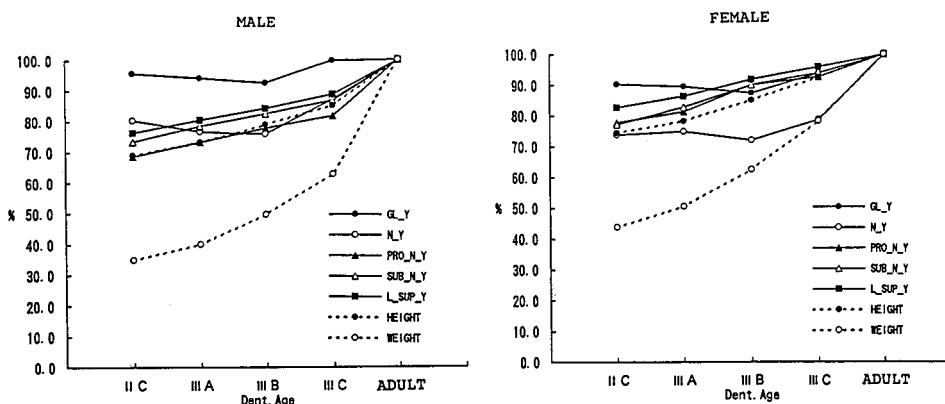 MALE
100. 0
90. 0
80. 0
70. 0
60. 0
50. 0
40. 0
30. 0
20. 0
10. 0
0. 0
%
GL_Y
N_Y
PRO_N_Y
SUB_N_Y
L_SUP_Y
HEIGHT
WEIGHT
II C
III A
III B
III C
ADULT
Dent. Age
FEMALE
100. 0
90. 0
80. 0
70. 0
60. 0
50. 0
40. 0
30. 0
20. 0
10. 0
0. 0
%
GL_Y
N_Y
PRO_N_Y
SUB_N_Y
L_SUP_Y
HEIGHT
WEIGHT
II C
III A
III B
III C
ADULT
Dent. Age